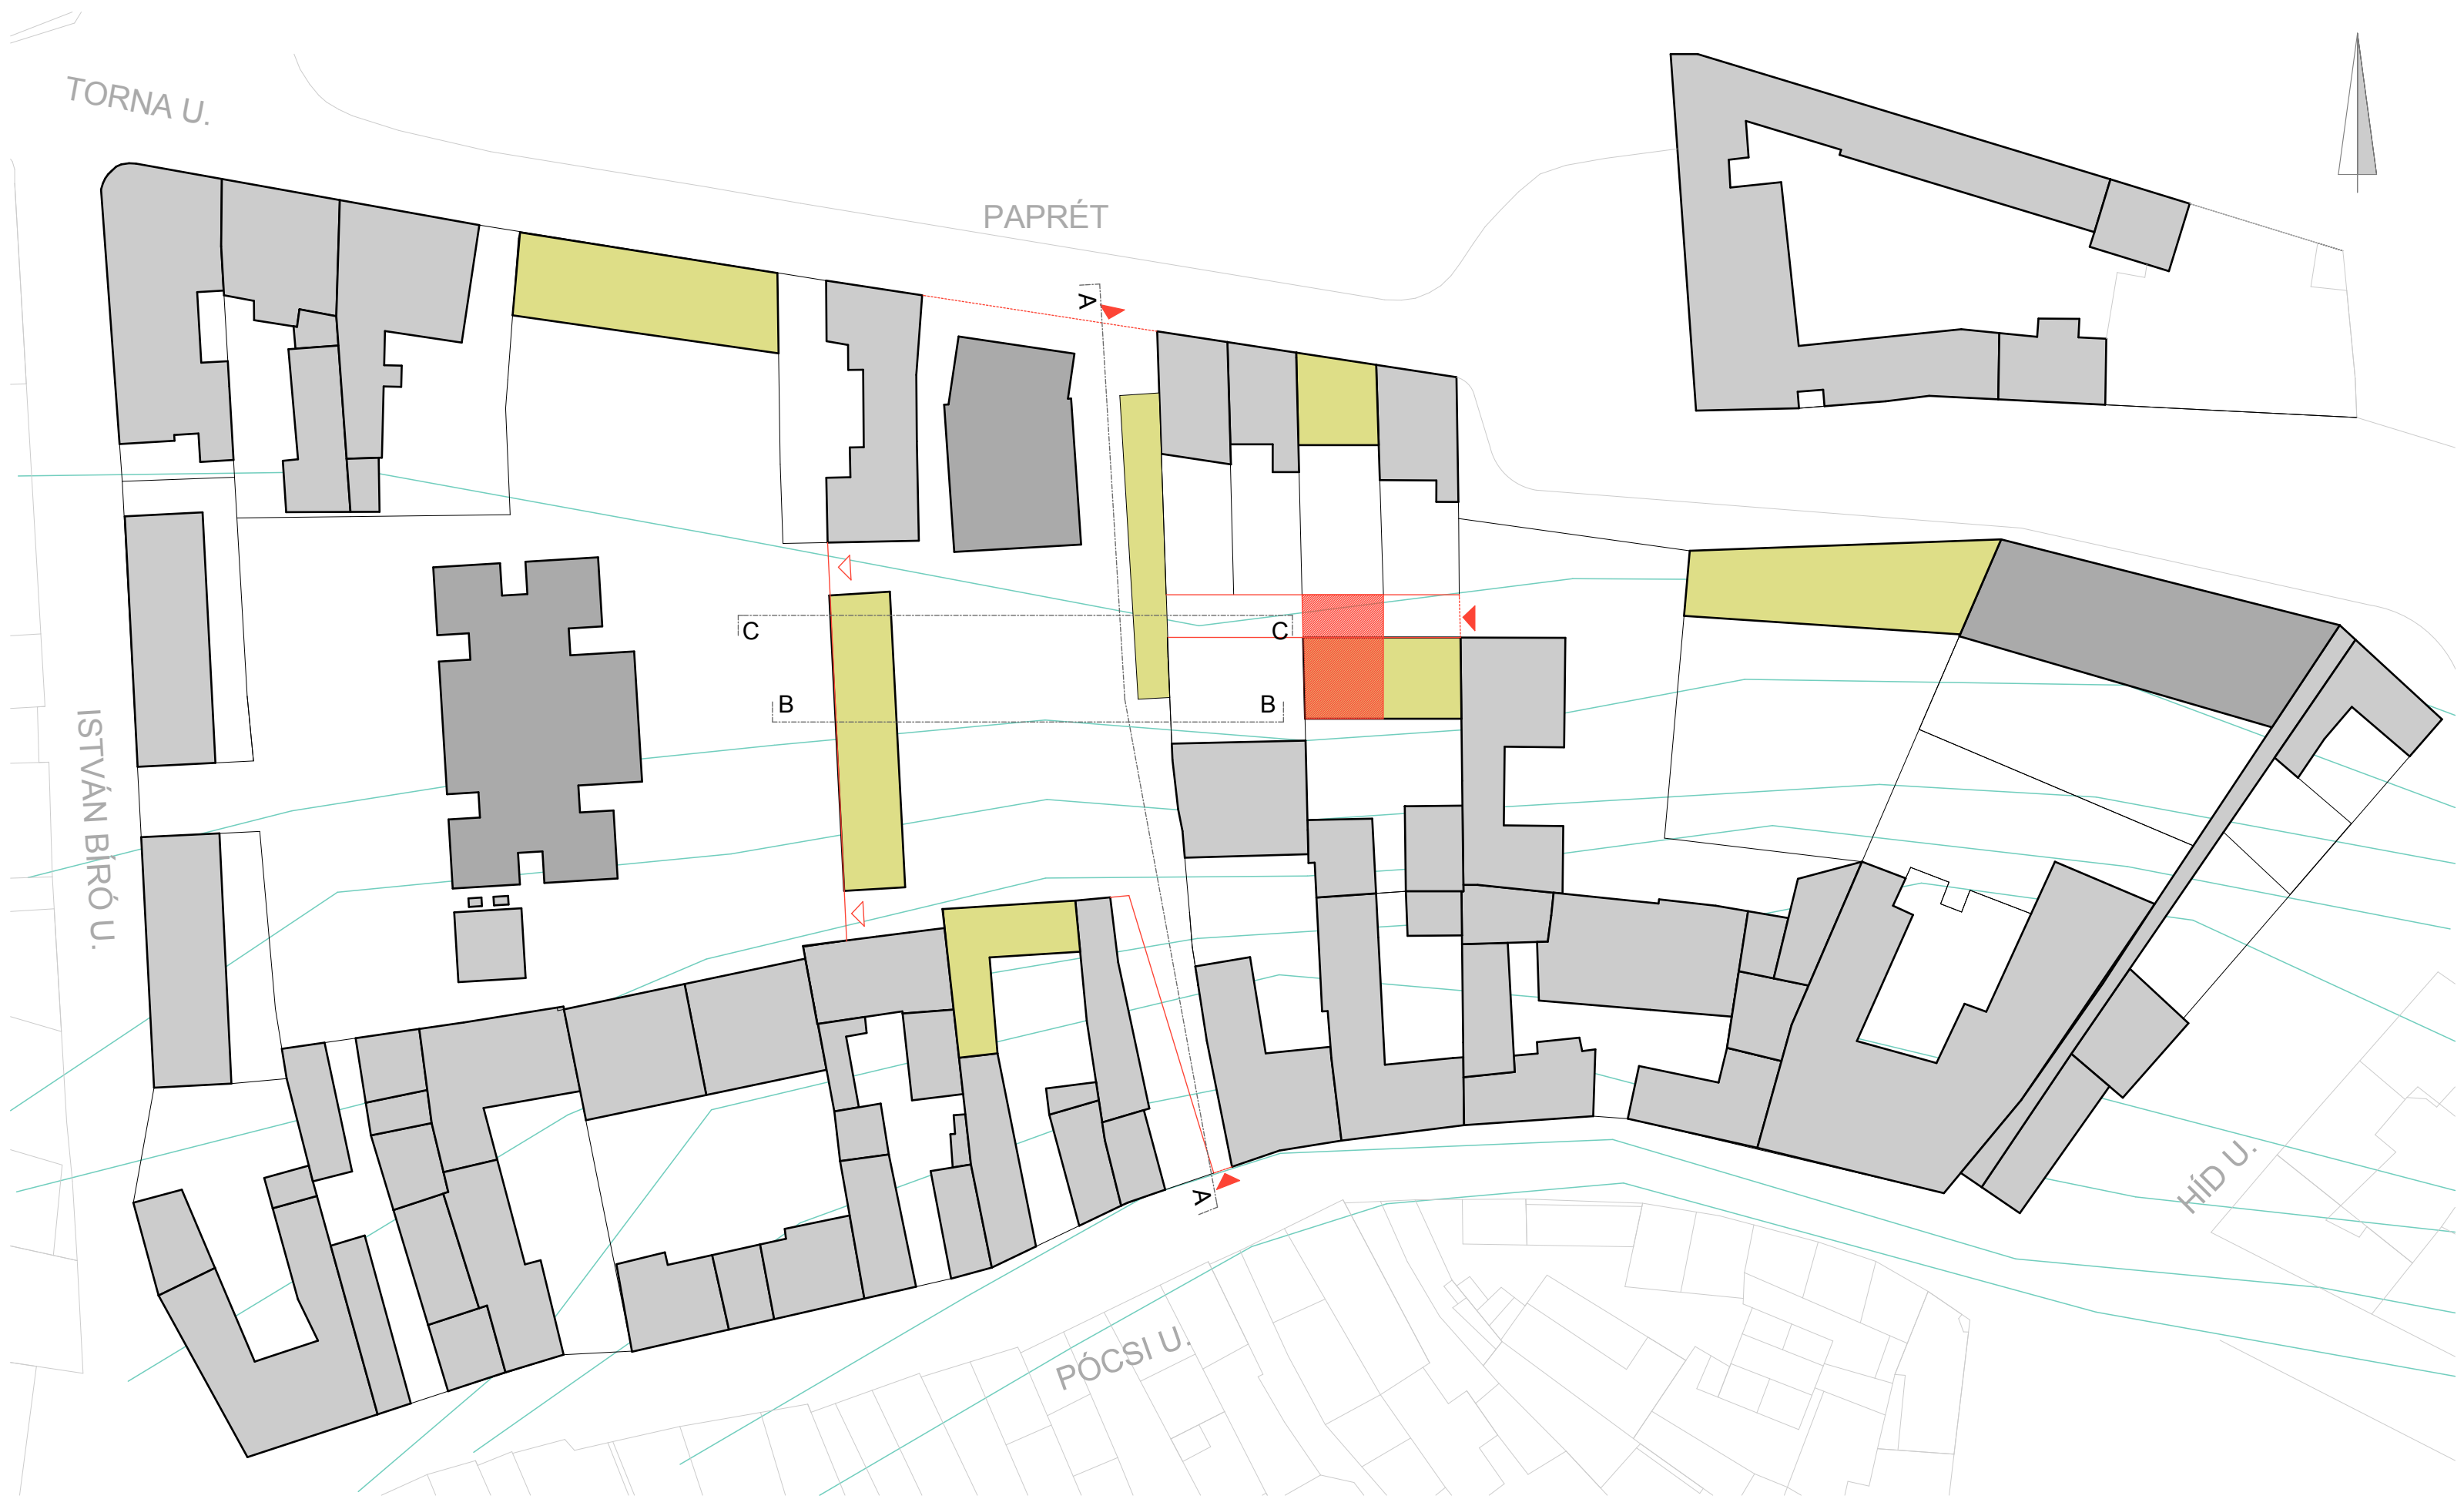 TORNA U.
PAPRÉT
A
C
C
B
B
ISTVÁN BÍRÓ U.
A
HÍD U.
PÓCSI U.